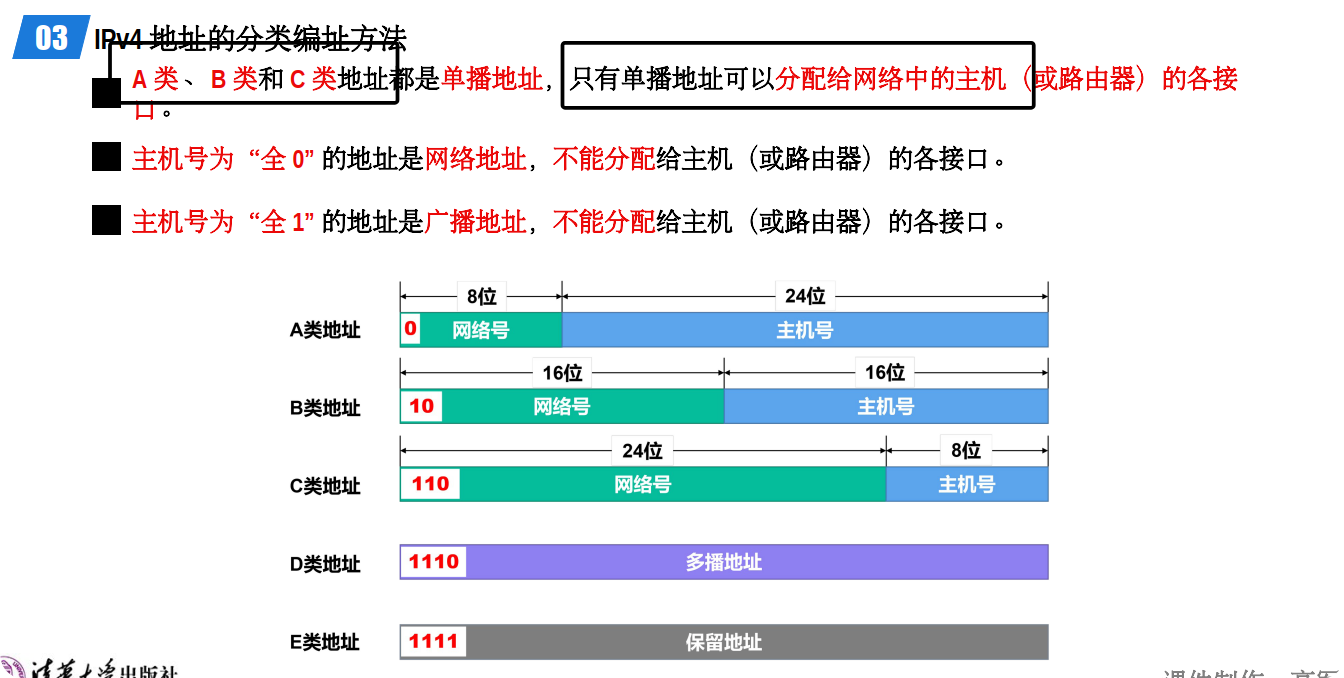 03 IPv4 地址的分类编址方法
A 类、 B 类和 C 类地址都是单播地址，只有单播地址可以分配给网络中的主机（或路由器）的各接
口。
主机号为“全 0” 的地址是网络地址，不能分配给主机（或路由器）的各接口。
主机号为“全 1” 的地址是广播地址，不能分配给主机（或路由器）的各接口。
8位 24位
A类地址 0 网络号 主机号
16位 16位
B类地址 10 网络号 主机号
24位 8位
C类地址 110 网络号 主机号
D类地址 1110 多播地址
E类地址 1111 保留地址
清华大学出版社
课件制作